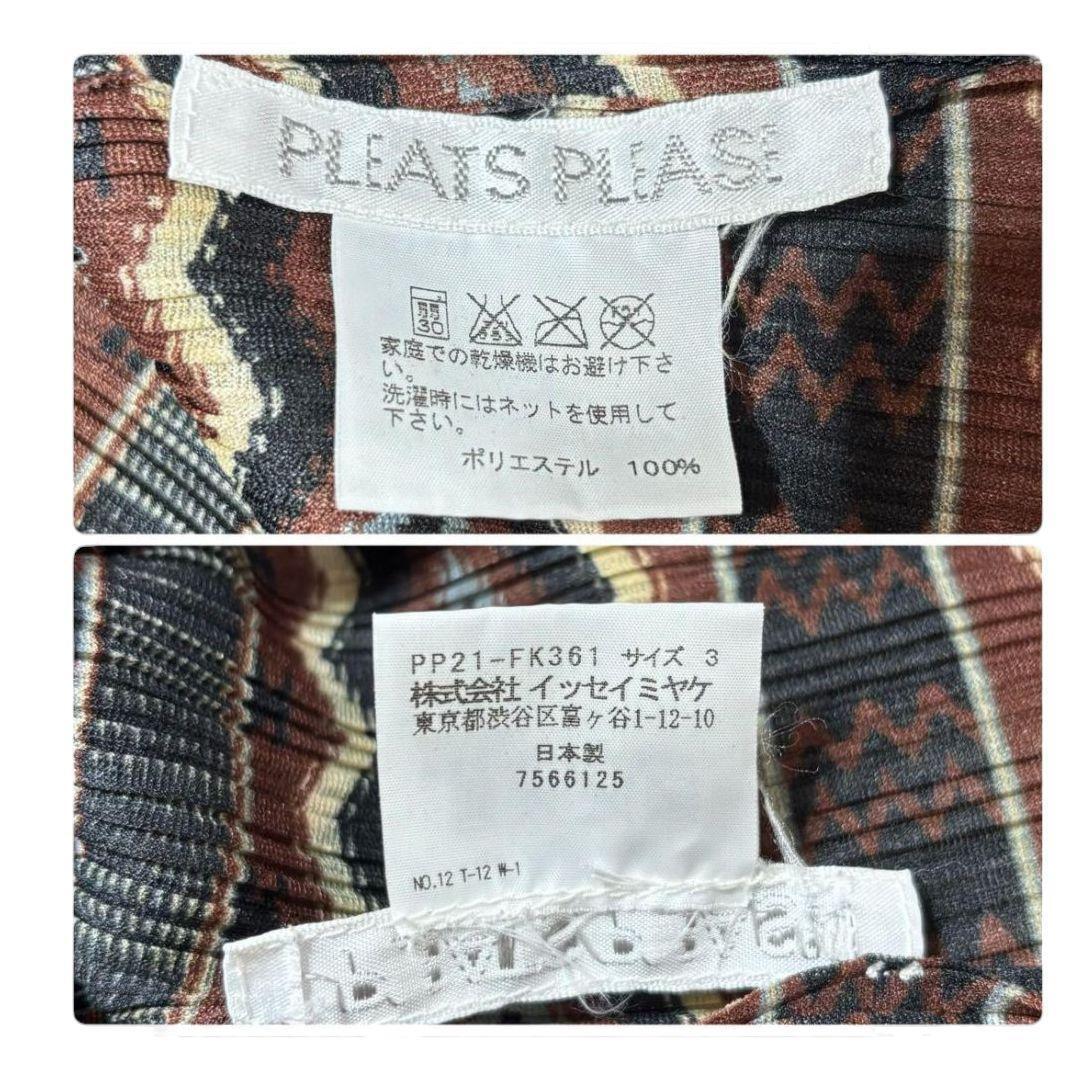 PLEATS PLEASE
弱
30
家庭での乾燥機はお避け下さ
い。
洗濯時にはネットを使用して
下さい。
ポリエステル 100%
PP21-FK361 サイズ 3
株式会社 イッセイミヤケ
東京都渋谷区富ヶ谷1-12-10
日本製
7566125
NO.12 T-12 W-1